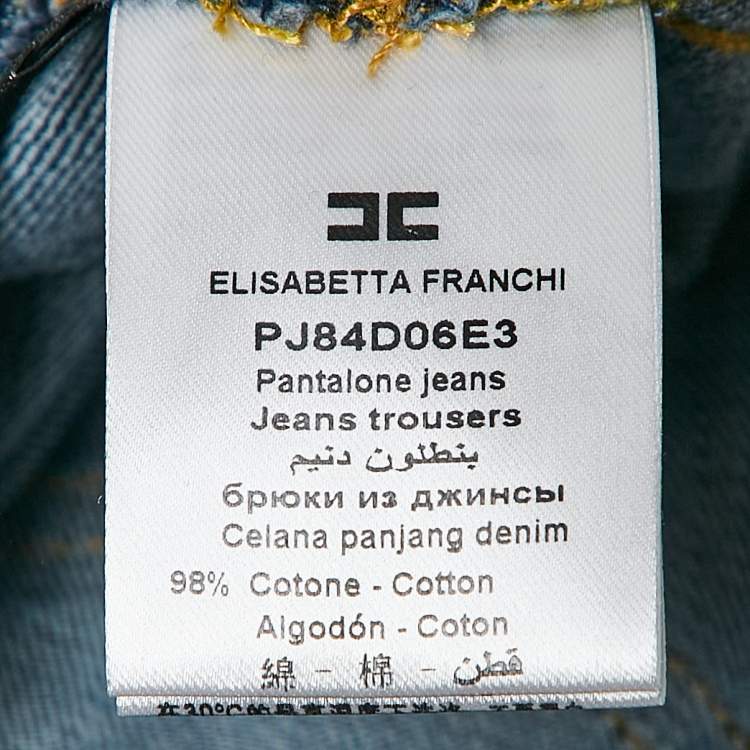 ELISABETTA FRANCHI
PJ84D06E3
Pantalone jeans
Jeans trousers
بنطلون دنيم
брюки из джинсы
Celana panjang denim
98% Cotone - Cotton
Algodón - Coton
綿 - 棉 - قطن